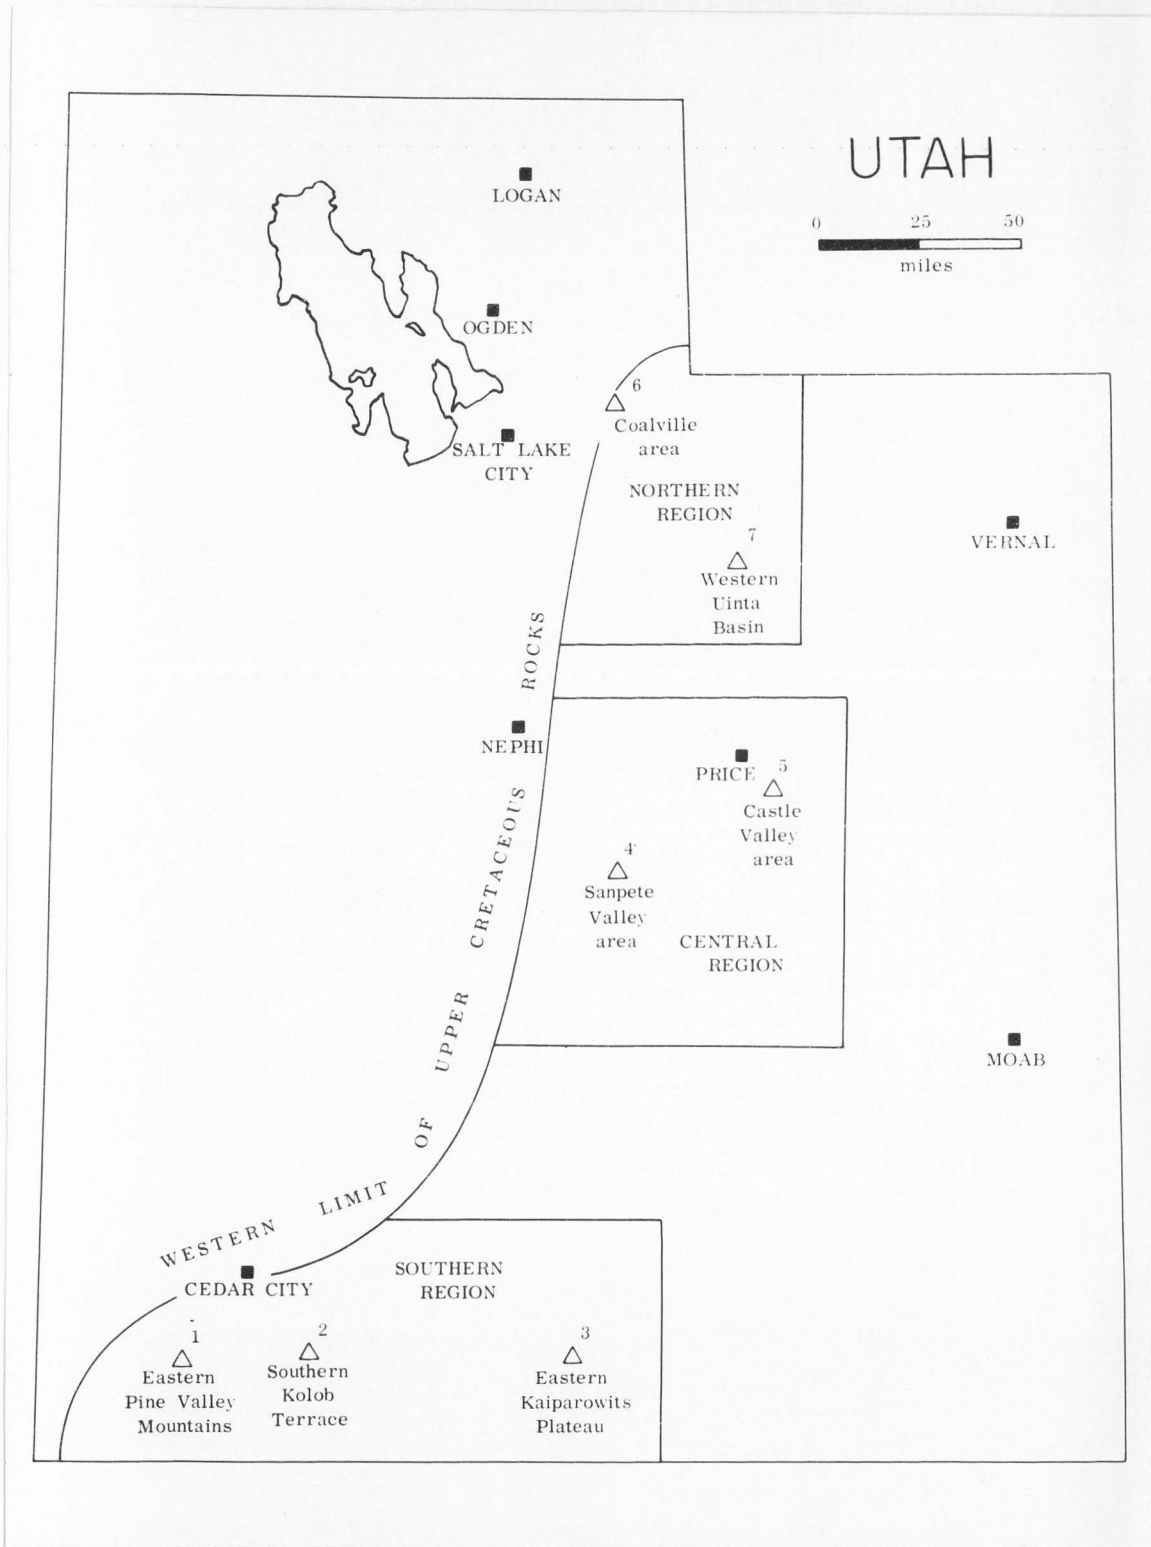 UTAH
0 25 50
miles
LOGAN
OGDEN
SALT LAKE
CITY
6
Coalville
area
NORTHERN
REGION
7
Western
Uinta
Basin
VERNAL
NEPHI
PRICE
5
Castle
Valley
area
4
Sanpete
Valley
area
CENTRAL
REGION
MOAB
WESTERN LIMIT OF UPPER CRETACEOUS ROCKS
CEDAR CITY
SOUTHERN
REGION
1
Eastern
Pine Valley
Mountains
2
Southern
Kolob
Terrace
3
Eastern
Kaiparowits
Plateau